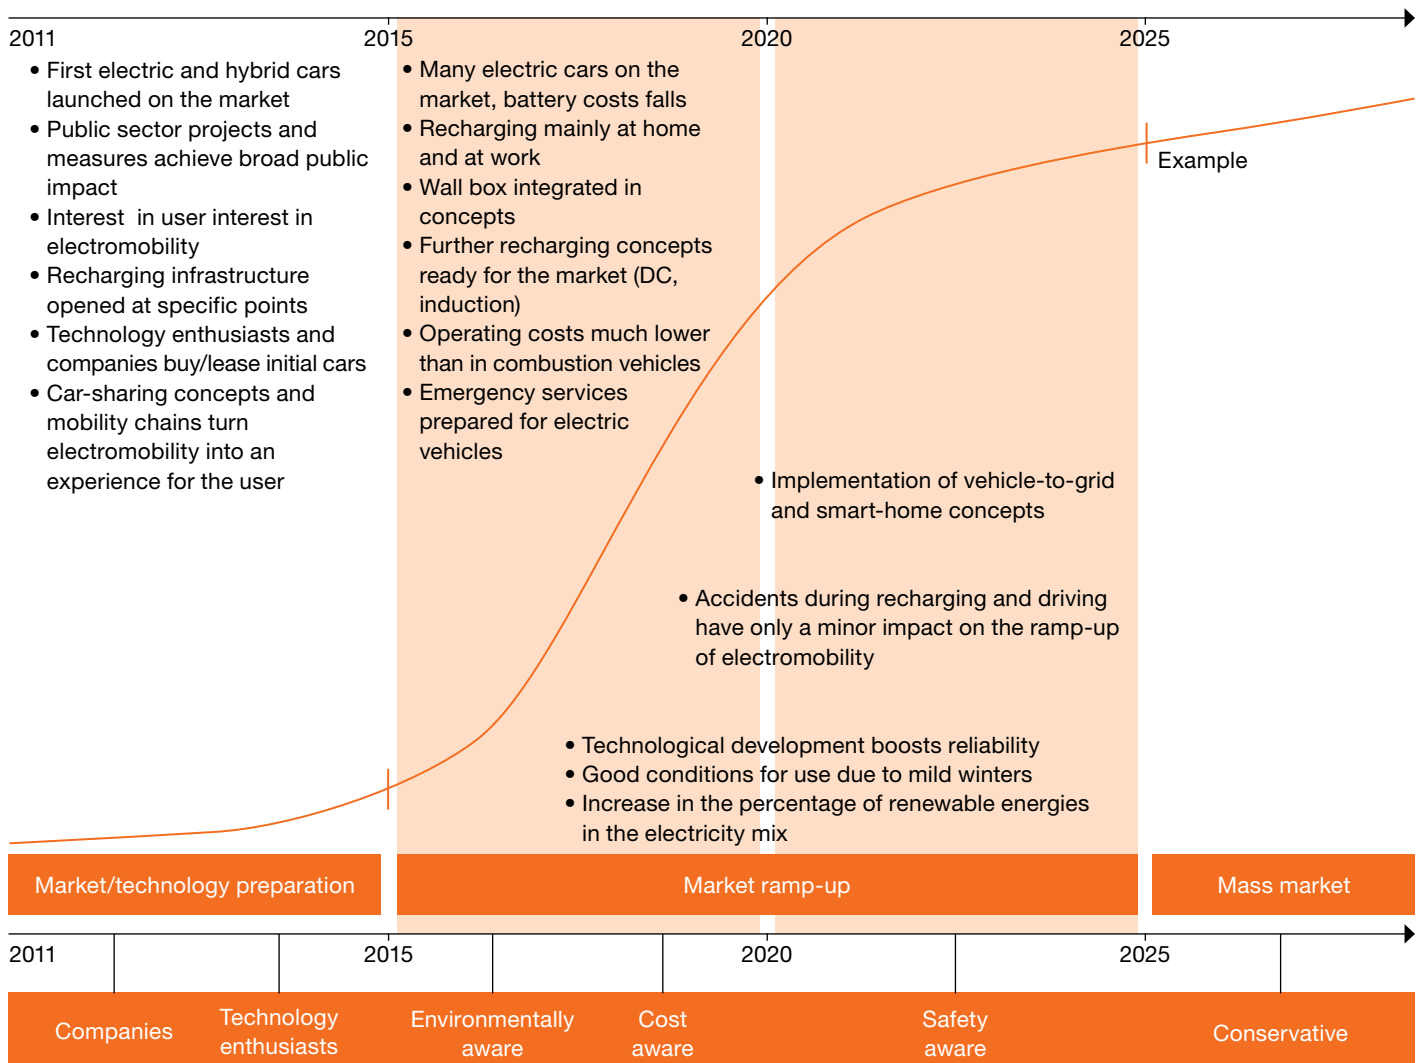 2011 2015 2020 2025
• First electric and hybrid cars
launched on the market
• Public sector projects and
measures achieve broad public
impact
• Interest  in user interest in
electromobility
• Recharging infrastructure
opened at specific points
• Technology enthusiasts and
companies buy/lease initial cars
• Car-sharing concepts and
mobility chains turn
electromobility into an
experience for the user
• Many electric cars on the
market, battery costs falls
• Recharging mainly at home
and at work
• Wall box integrated in
concepts
• Further recharging concepts
ready for the market (DC,
induction)
• Operating costs much lower
than in combustion vehicles
• Emergency services
prepared for electric
vehicles
Example
• Implementation of vehicle-to-grid
and smart-home concepts
• Accidents during recharging and driving
have only a minor impact on the ramp-up
of electromobility
• Technological development boosts reliability
• Good conditions for use due to mild winters
• Increase in the percentage of renewable energies
in the electricity mix
Market/technology preparation
Market ramp-up
Mass market
2011 2015 2020 2025
Companies
Technology
enthusiasts
Environmentally
aware
Cost
aware
Safety
aware
Conservative